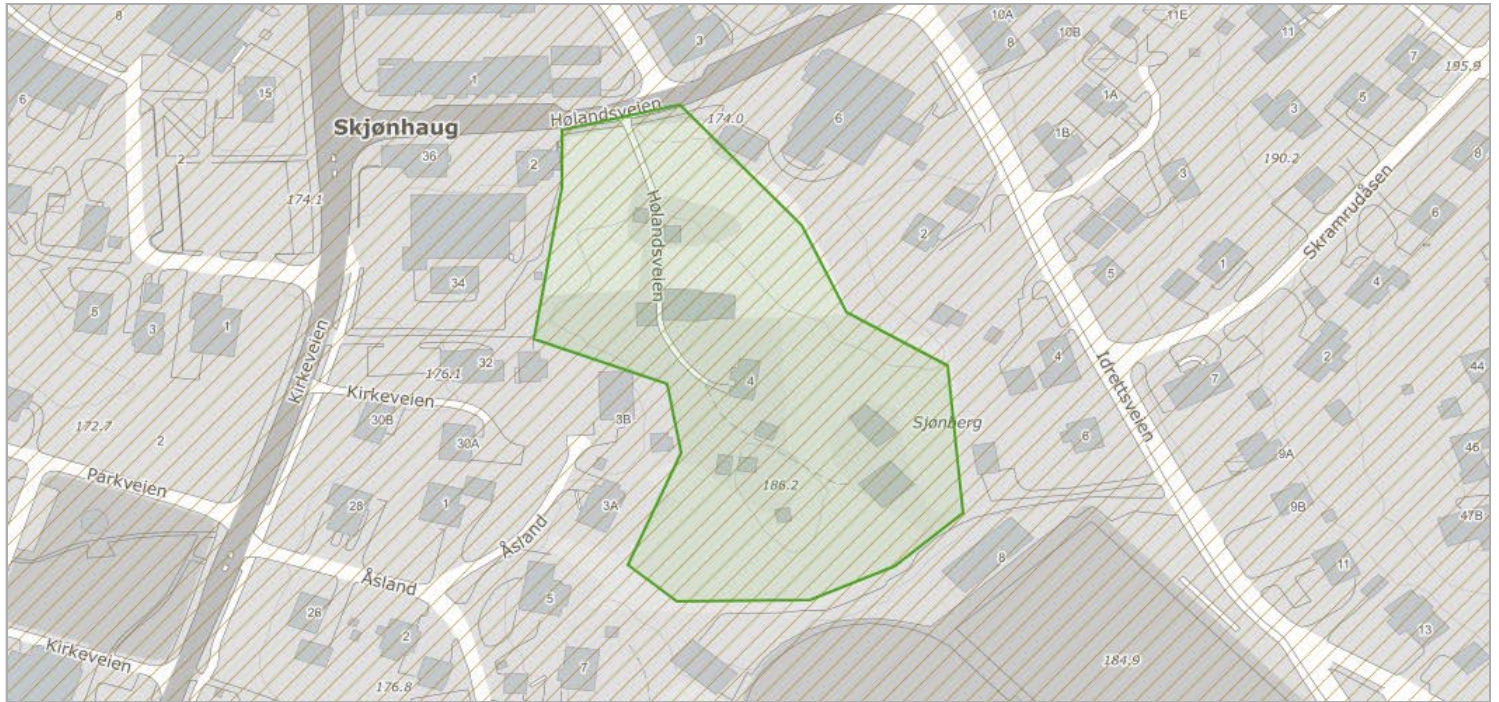 8
3
10A
8
10B
11E
11
7
195.9
6
15
1
1A
3
5
Hølandsveien
174.0
6
Skjønhaug
1B
8
2
36
2
190.2
3
174.1
Hølandsveien
2
6
Skramrudåsen
34
5
1
4
5
3
1
Kirkeveien
4
2
32
176.1
4
Idrettsveien
7
44
Kirkeveien
30B
3B
Sjønberg
172.7
2
30A
6
46
9A
Parkveien
186.2
28
1
3A
9B
47B
Åsland
8
11
Åsland
5
26
2
13
Kirkeveien
7
184.9
176.8